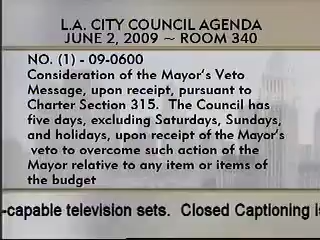 L.A. CITY COUNCIL AGENDA
JUNE 2, 2009 ~ ROOM 340
NO. (1) - 09-0600
Consideration of the Mayor's Veto
Message, upon receipt, pursuant to
Charter Section 315.  The Council has
five days, excluding Saturdays, Sundays,
and holidays, upon receipt of the Mayor's
veto to overcome such action of the
Mayor relative to any item or items of
the budget
-capable television sets.  Closed Captioning is